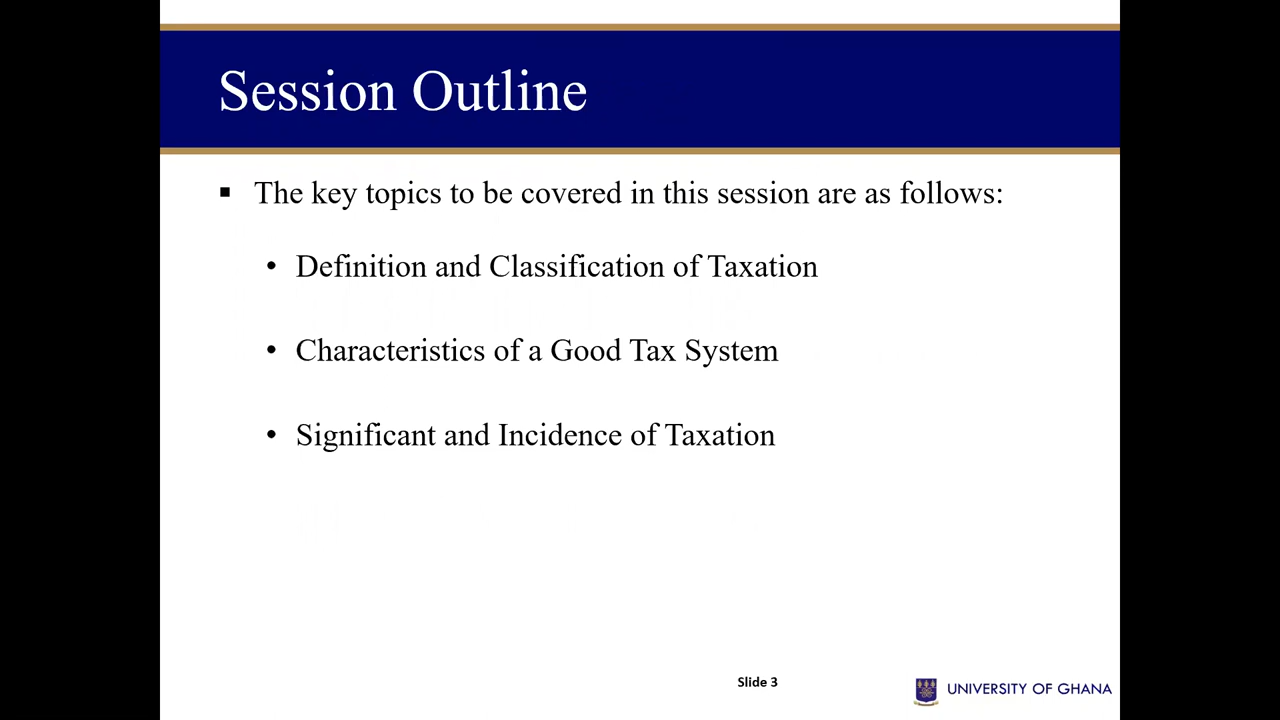 Session Outline
▪ The key topics to be covered in this session are as follows:
• Definition and Classification of Taxation
• Characteristics of a Good Tax System
• Significant and Incidence of Taxation
Slide 3
UNIVERSITY OF GHANA